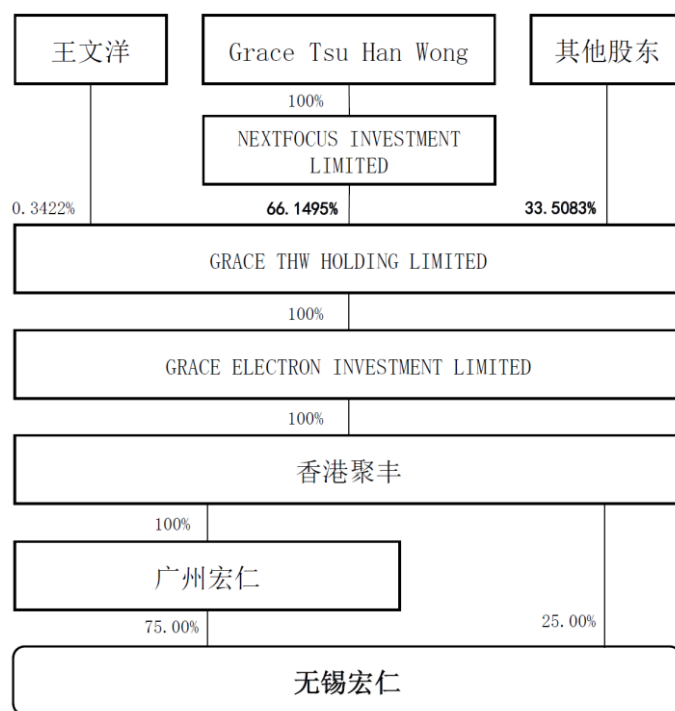 王文洋
Grace Tsu Han Wong
其他股东
100%
NEXTFOCUS INVESTMENT
LIMITED
0.3422%
66.1495%
33.5083%
GRACE THW HOLDING LIMITED
100%
GRACE ELECTRON INVESTMENT LIMITED
100%
香港聚丰
100%
广州宏仁
75.00%
25.00%
无锡宏仁